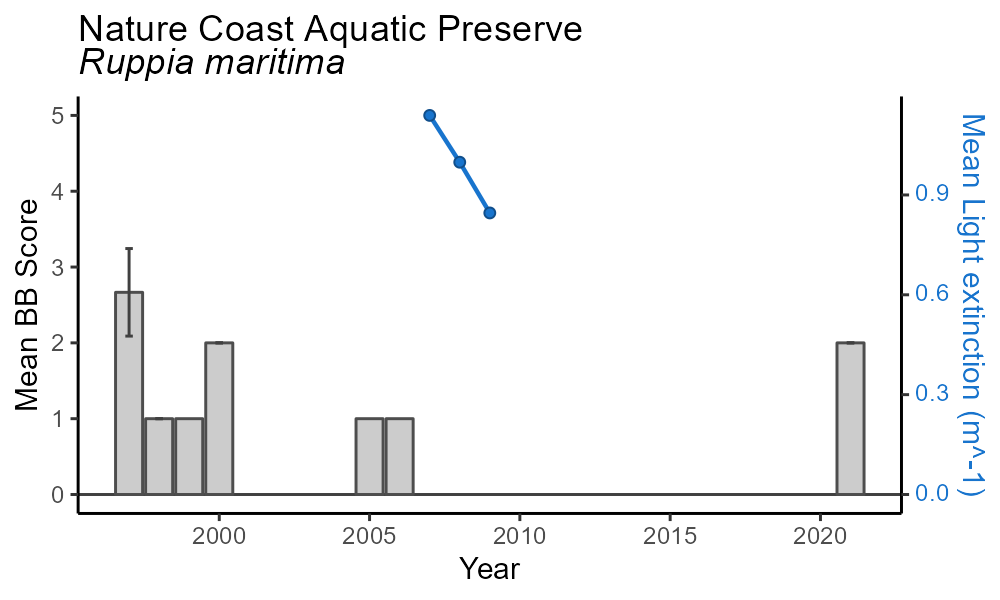 Nature Coast Aquatic Preserve
Ruppia maritima
5
4
3
2
1
0
Mean BB Score
0.9
0.6
0.3
0.0
Mean Light extinction (m^-1)
2000 2005 2010 2015 2020
Year